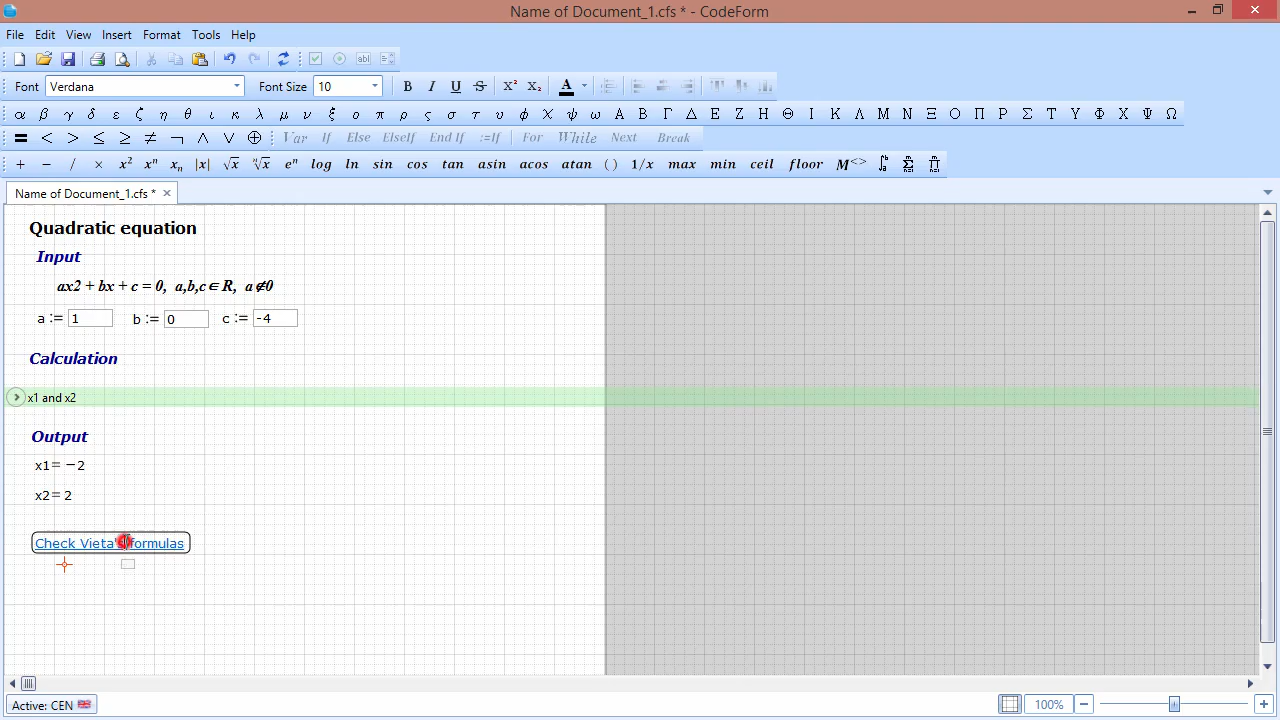 Name of Document_1.cfs * - CodeForm
File Edit View Insert Format Tools Help
Font Verdana Font Size 10 B I U S X² X₂ A
α β γ δ ε ζ η θ ι κ λ μ ν ξ ο π ρ ς σ τ υ φ χ ψ ω Α Β Γ Δ Ε Ζ Η Θ Ι Κ Λ Μ Ν Ξ Ο Π Ρ Σ Τ Υ Φ Χ Ψ Ω
= < > ≤ ≥ ≠ ¬ ∧ ∨ ⊕ Var If Else ElseIf End If :=If For While Next Break
+ − / × x² xⁿ xₙ |x| √x ⁿ√x eⁿ log ln sin cos tan asin acos atan ( ) 1/x max min ceil floor M<> ∫ Σ Π
Name of Document_1.cfs *
Quadratic equation
Input
ax2 + bx + c = 0, a,b,c∈ R, a∉0
a := 1 b := 0 c := -4
Calculation
x1 and x2
Output
x1= −2
x2= 2
Check Vieta's formulas
Active: CEN 100%